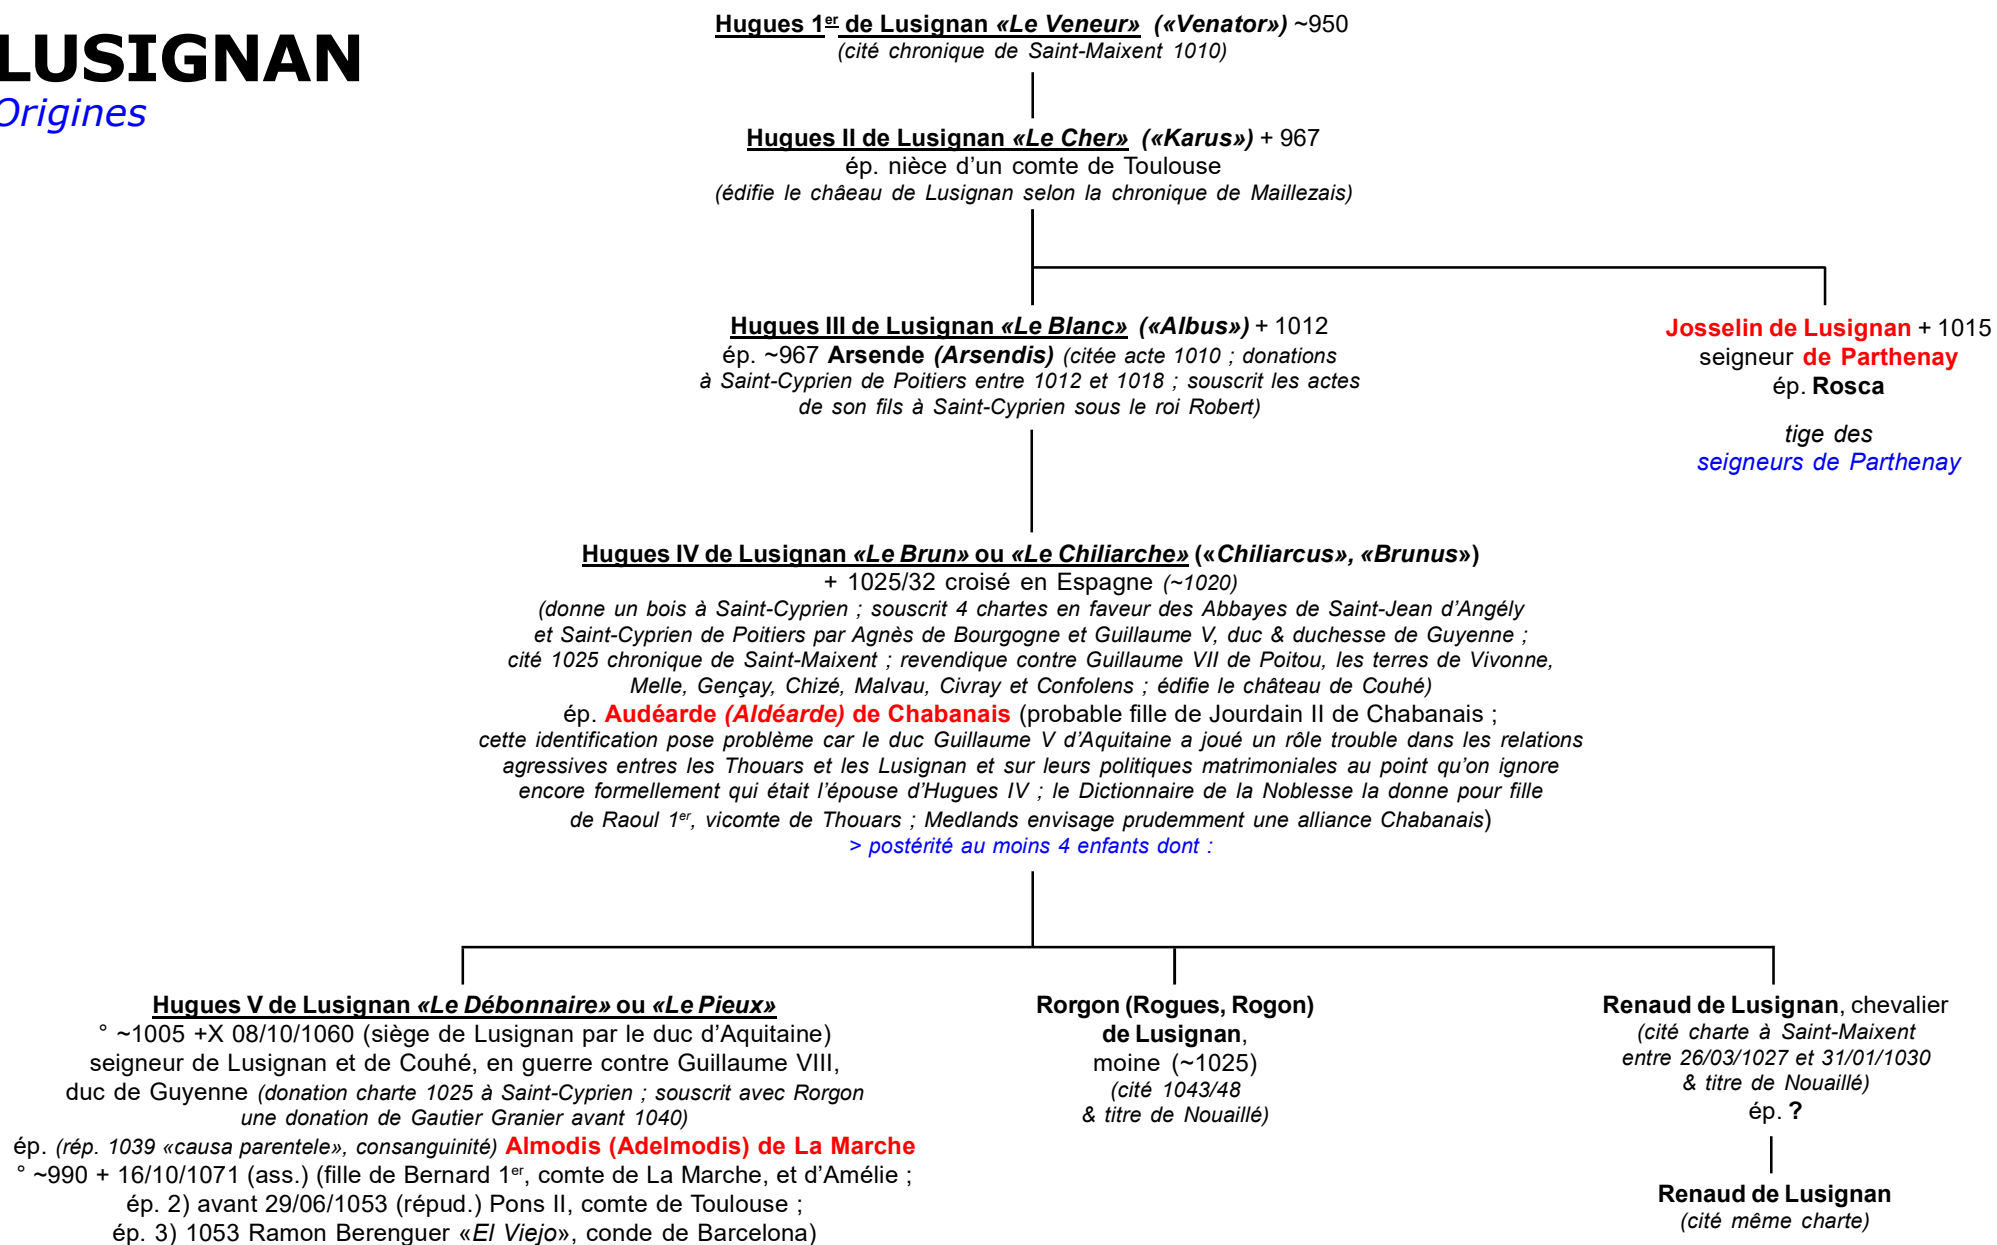 LUSIGNAN
Origines
Hugues 1er de Lusignan «Le Veneur» («Venator») ~950
(cité chronique de Saint-Maixent 1010)
Hugues II de Lusignan «Le Cher» («Karus») + 967
ép. nièce d'un comte de Toulouse
(édifie le châeau de Lusignan selon la chronique de Maillezais)
Hugues III de Lusignan «Le Blanc» («Albus») + 1012
ép. ~967 Arsende (Arsendis) (citée acte 1010 ; donations
à Saint-Cyprien de Poitiers entre 1012 et 1018 ; souscrit les actes
de son fils à Saint-Cyprien sous le roi Robert)
Josselin de Lusignan + 1015
seigneur de Parthenay
ép. Rosca
tige des
seigneurs de Parthenay
Hugues IV de Lusignan «Le Brun» ou «Le Chiliarche» («Chiliarcus», «Brunus»)
+ 1025/32 croisé en Espagne (~1020)
(donne un bois à Saint-Cyprien ; souscrit 4 chartes en faveur des Abbayes de Saint-Jean d'Angély
et Saint-Cyprien de Poitiers par Agnès de Bourgogne et Guillaume V, duc & duchesse de Guyenne ;
cité 1025 chronique de Saint-Maixent ; revendique contre Guillaume VII de Poitou, les terres de Vivonne,
Melle, Gençay, Chizé, Malvau, Civray et Confolens ; édifie le château de Couhé)
ép. Audéarde (Aldéarde) de Chabanais (probable fille de Jourdain II de Chabanais ;
cette identification pose problème car le duc Guillaume V d'Aquitaine a joué un rôle trouble dans les relations
agressives entres les Thouars et les Lusignan et sur leurs politiques matrimoniales au point qu'on ignore
encore formellement qui était l'épouse d'Hugues IV ; le Dictionnaire de la Noblesse la donne pour fille
de Raoul 1er, vicomte de Thouars ; Medlands envisage prudemment une alliance Chabanais)
> postérité au moins 4 enfants dont :
Hugues V de Lusignan «Le Débonnaire» ou «Le Pieux»
° ~1005 +X 08/10/1060 (siège de Lusignan par le duc d'Aquitaine)
seigneur de Lusignan et de Couhé, en guerre contre Guillaume VIII,
duc de Guyenne (donation charte 1025 à Saint-Cyprien ; souscrit avec Rorgon
une donation de Gautier Granier avant 1040)
ép. (rép. 1039 «causa parentele», consanguinité) Almodis (Adelmodis) de La Marche
° ~990 + 16/10/1071 (ass.) (fille de Bernard 1er, comte de La Marche, et d'Amélie ;
ép. 2) avant 29/06/1053 (répud.) Pons II, comte de Toulouse ;
ép. 3) 1053 Ramon Berenguer «El Viejo», conde de Barcelona)
Rorgon (Rogues, Rogon)
de Lusignan,
moine (~1025)
(cité 1043/48
& titre de Nouaillé)
Renaud de Lusignan, chevalier
(cité charte à Saint-Maixent
entre 26/03/1027 et 31/01/1030
& titre de Nouaillé)
ép. ?
Renaud de Lusignan
(cité même charte)